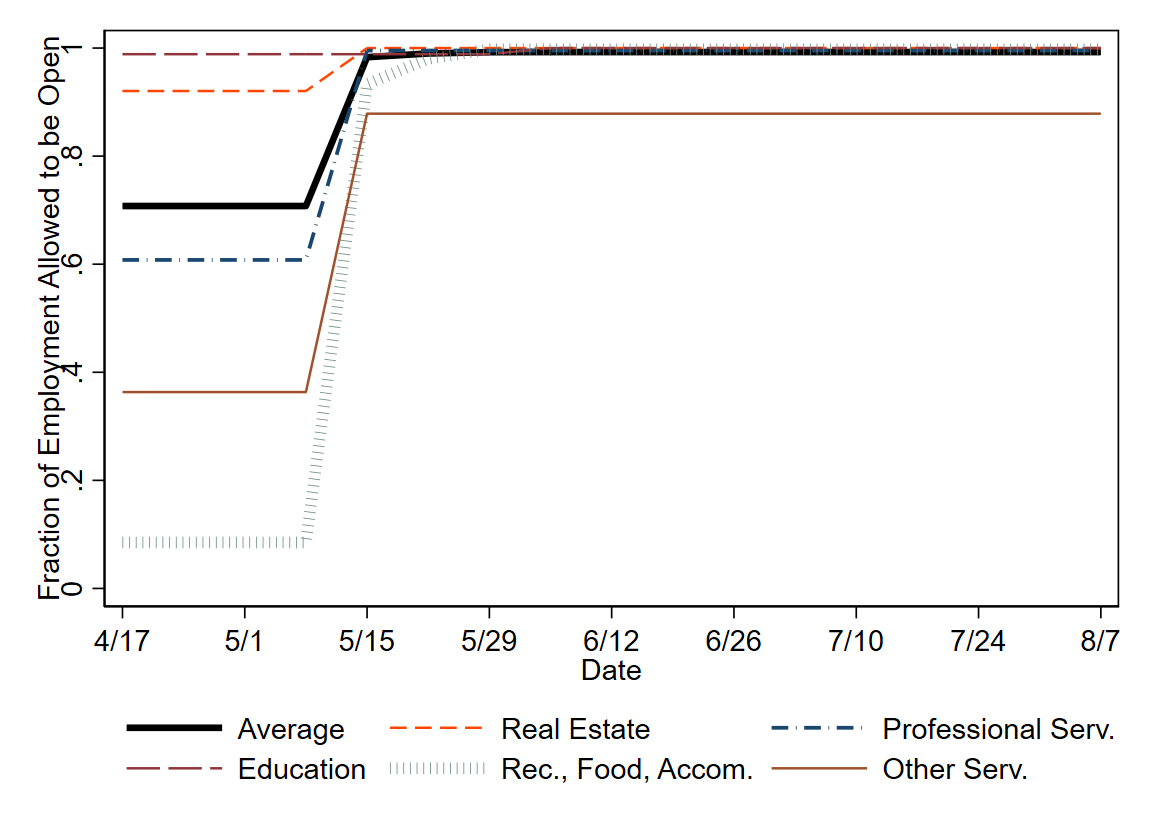 Fraction of Employment Allowed to be Open
1
.8
.6
.4
.2
0
4/17 5/1 5/15 5/29 6/12 6/26 7/10 7/24 8/7
Date
Average Real Estate Professional Serv.
Education Rec., Food, Accom. Other Serv.